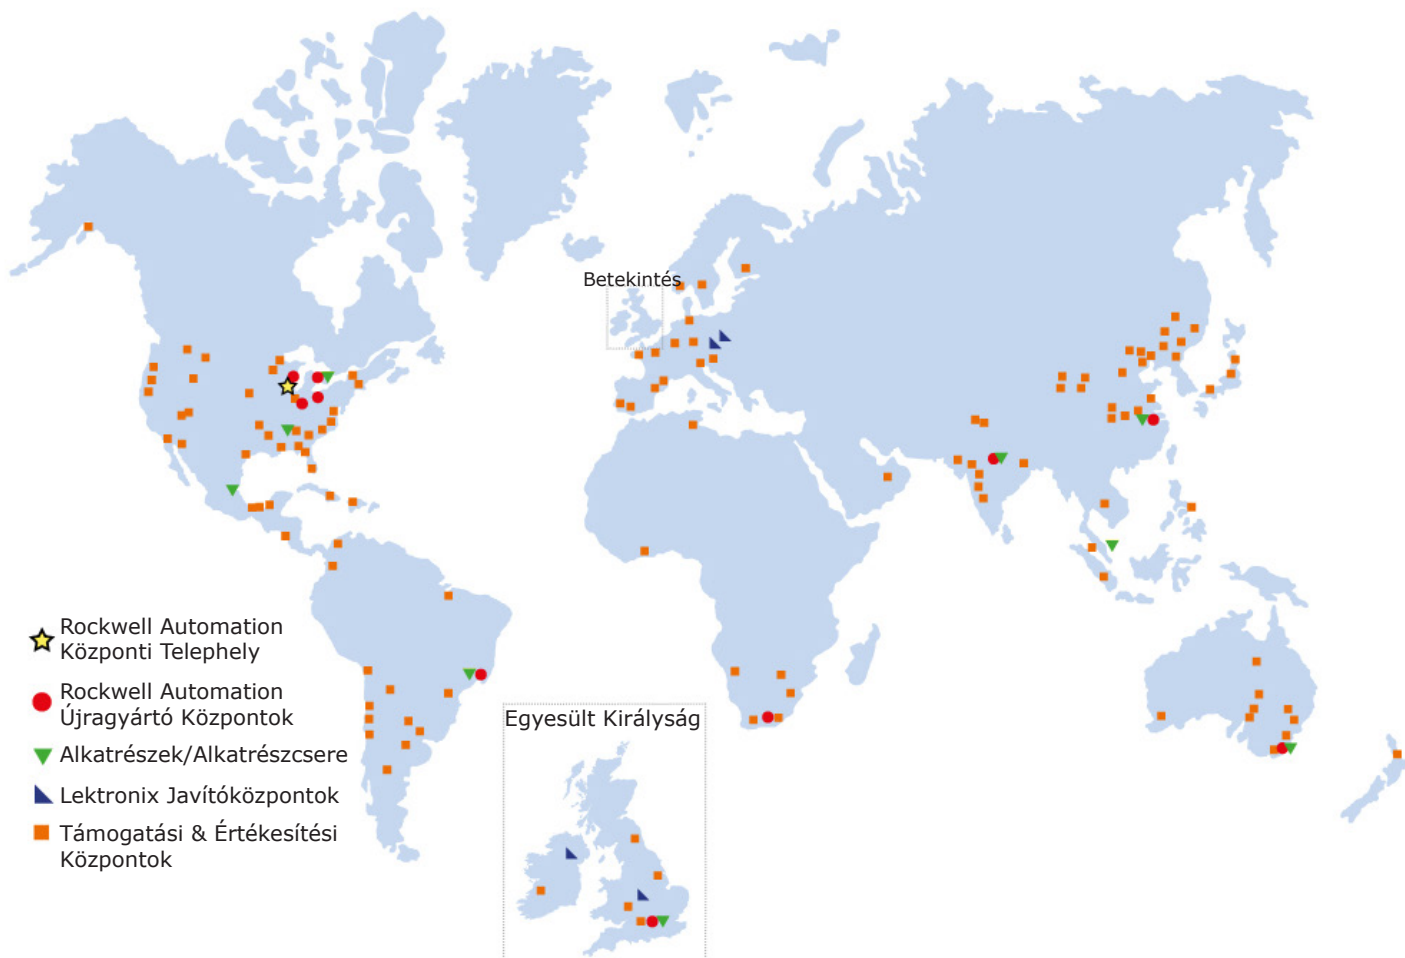 Betekintés
Rockwell Automation
Központi Telephely
Rockwell Automation
Újragyártó Központok
Alkatrészek/Alkatrészcsere
Lektronix Javítóközpontok
Támogatási & Értékesítési
Központok
Egyesült Királyság